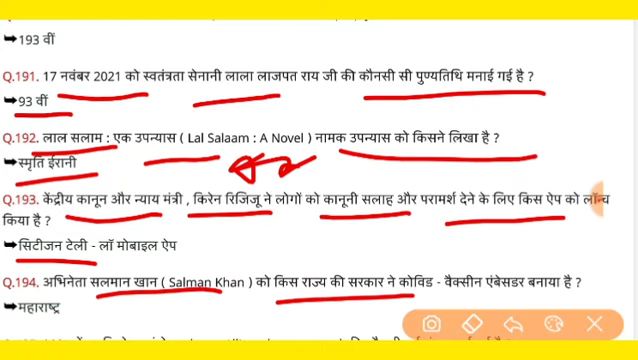 ➡193 वीं
Q.191. 17 नवंबर 2021 को स्वतंत्रता सेनानी लाला लाजपत राय जी की कौनसी सी पुण्यतिथि मनाई गई है ?
➡93 वीं
Q.192. लाल सलाम : एक उपन्यास ( Lal Salaam : A Novel ) नामक उपन्यास को किसने लिखा है ?
➡स्मृति ईरानी
Q.193. केंद्रीय कानून और न्याय मंत्री , किरेन रिजिजू ने लोगों को कानूनी सलाह और परामर्श देने के लिए किस ऐप को लॉन्च
किया है ?
➡सिटीजन टेली - लॉ मोबाइल ऐप
Q.194. अभिनेता सलमान खान ( Salman Khan ) को किस राज्य की सरकार ने कोविड - वैक्सीन एंबेसडर बनाया है ?
➡महाराष्ट्र